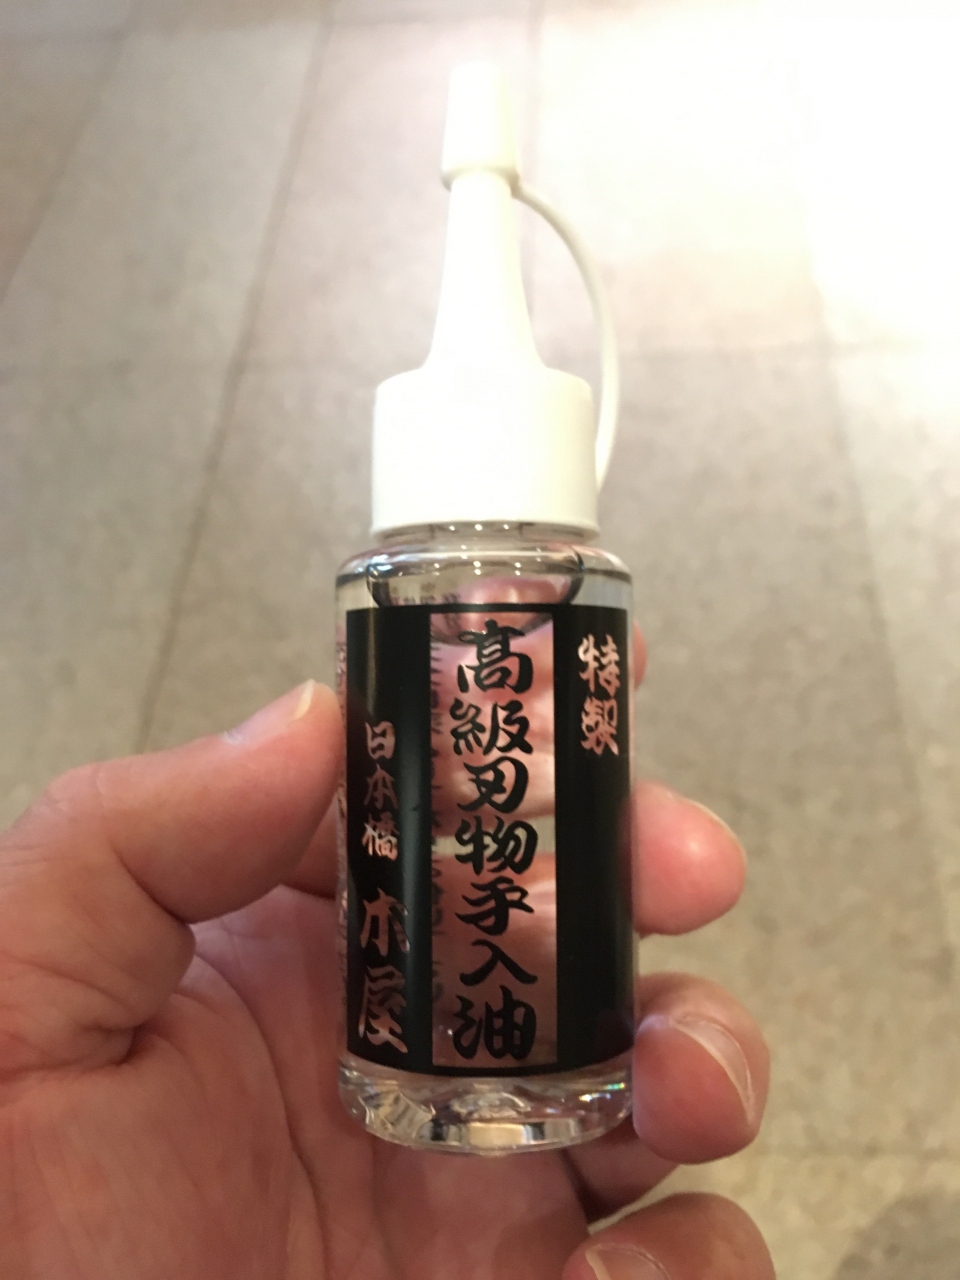 特製
高級刃物手入油
日本橋 木屋